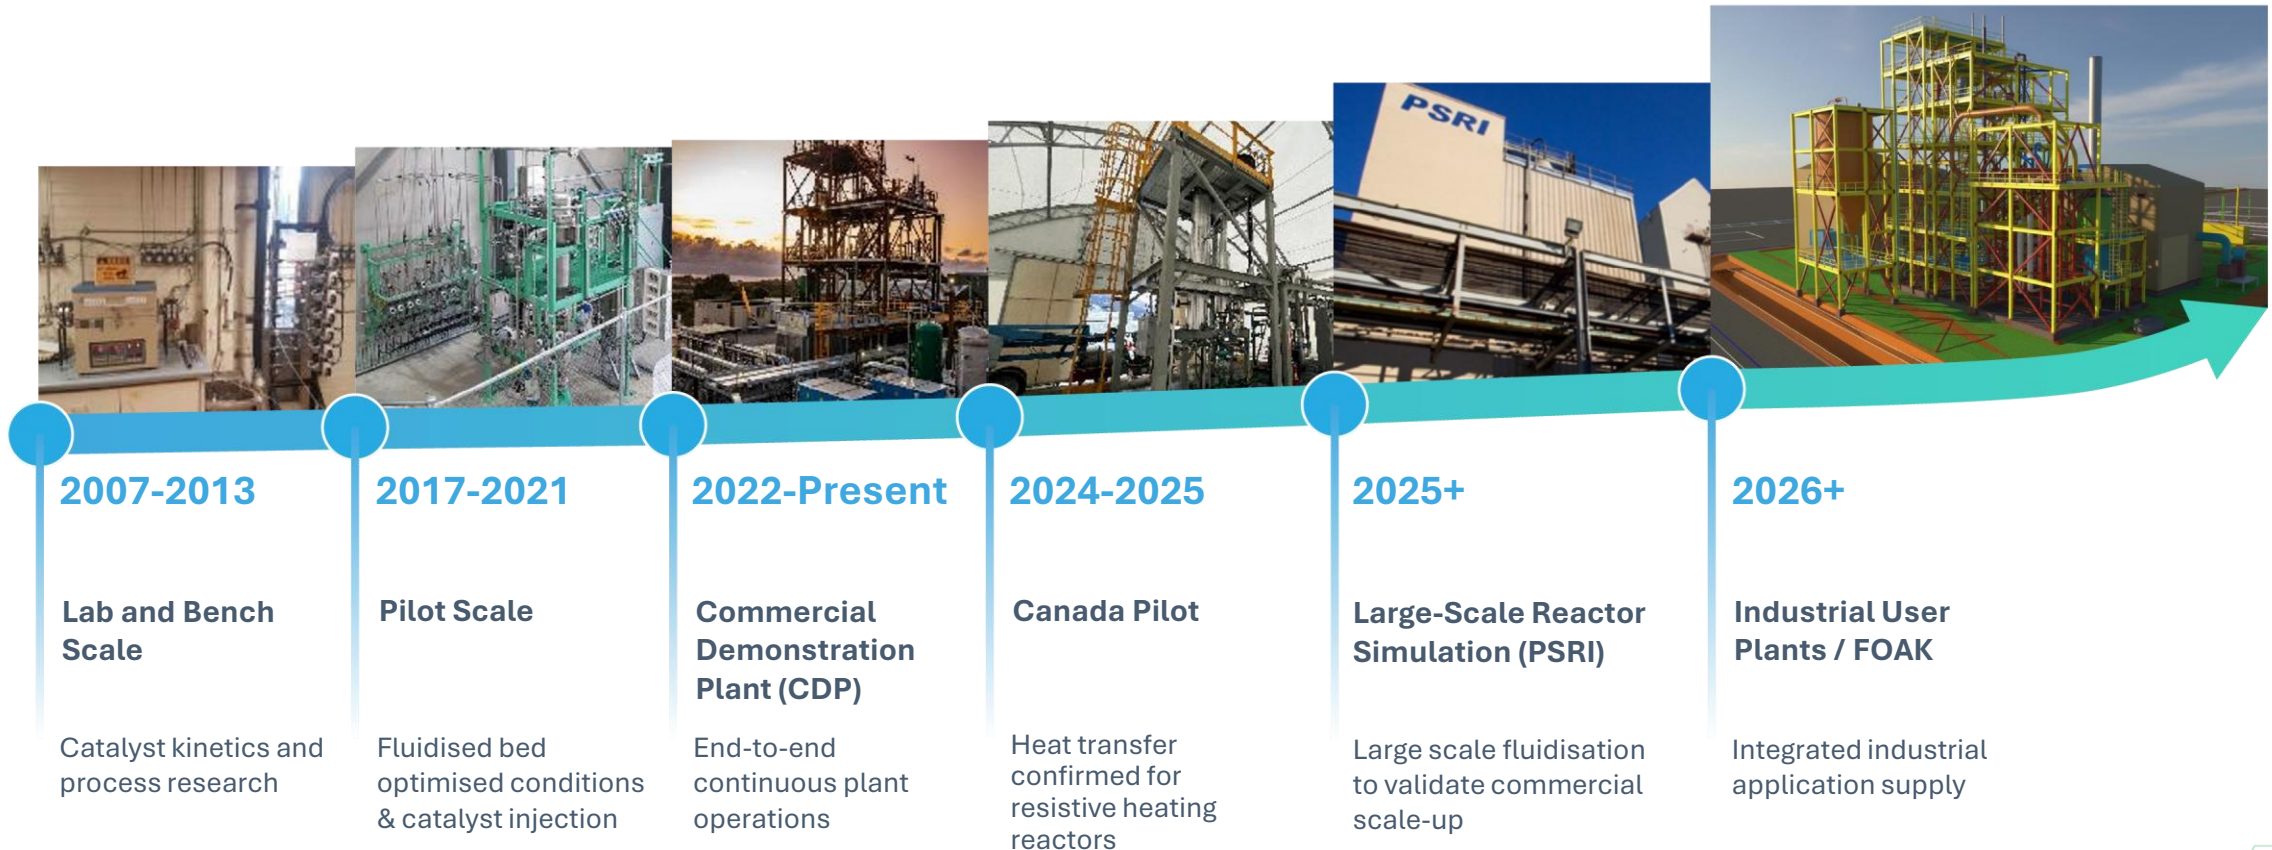 PSRI
2007-2013
Lab and Bench
Scale
Catalyst kinetics and
process research
2017-2021
Pilot Scale
Fluidised bed
optimised conditions
& catalyst injection
2022-Present
Commercial
Demonstration
Plant (CDP)
End-to-end
continuous plant
operations
2024-2025
Canada Pilot
Heat transfer
confirmed for
resistive heating
reactors
2025+
Large-Scale Reactor
Simulation (PSRI)
Large scale fluidisation
to validate commercial
scale-up
2026+
Industrial User
Plants / FOAK
Integrated industrial
application supply